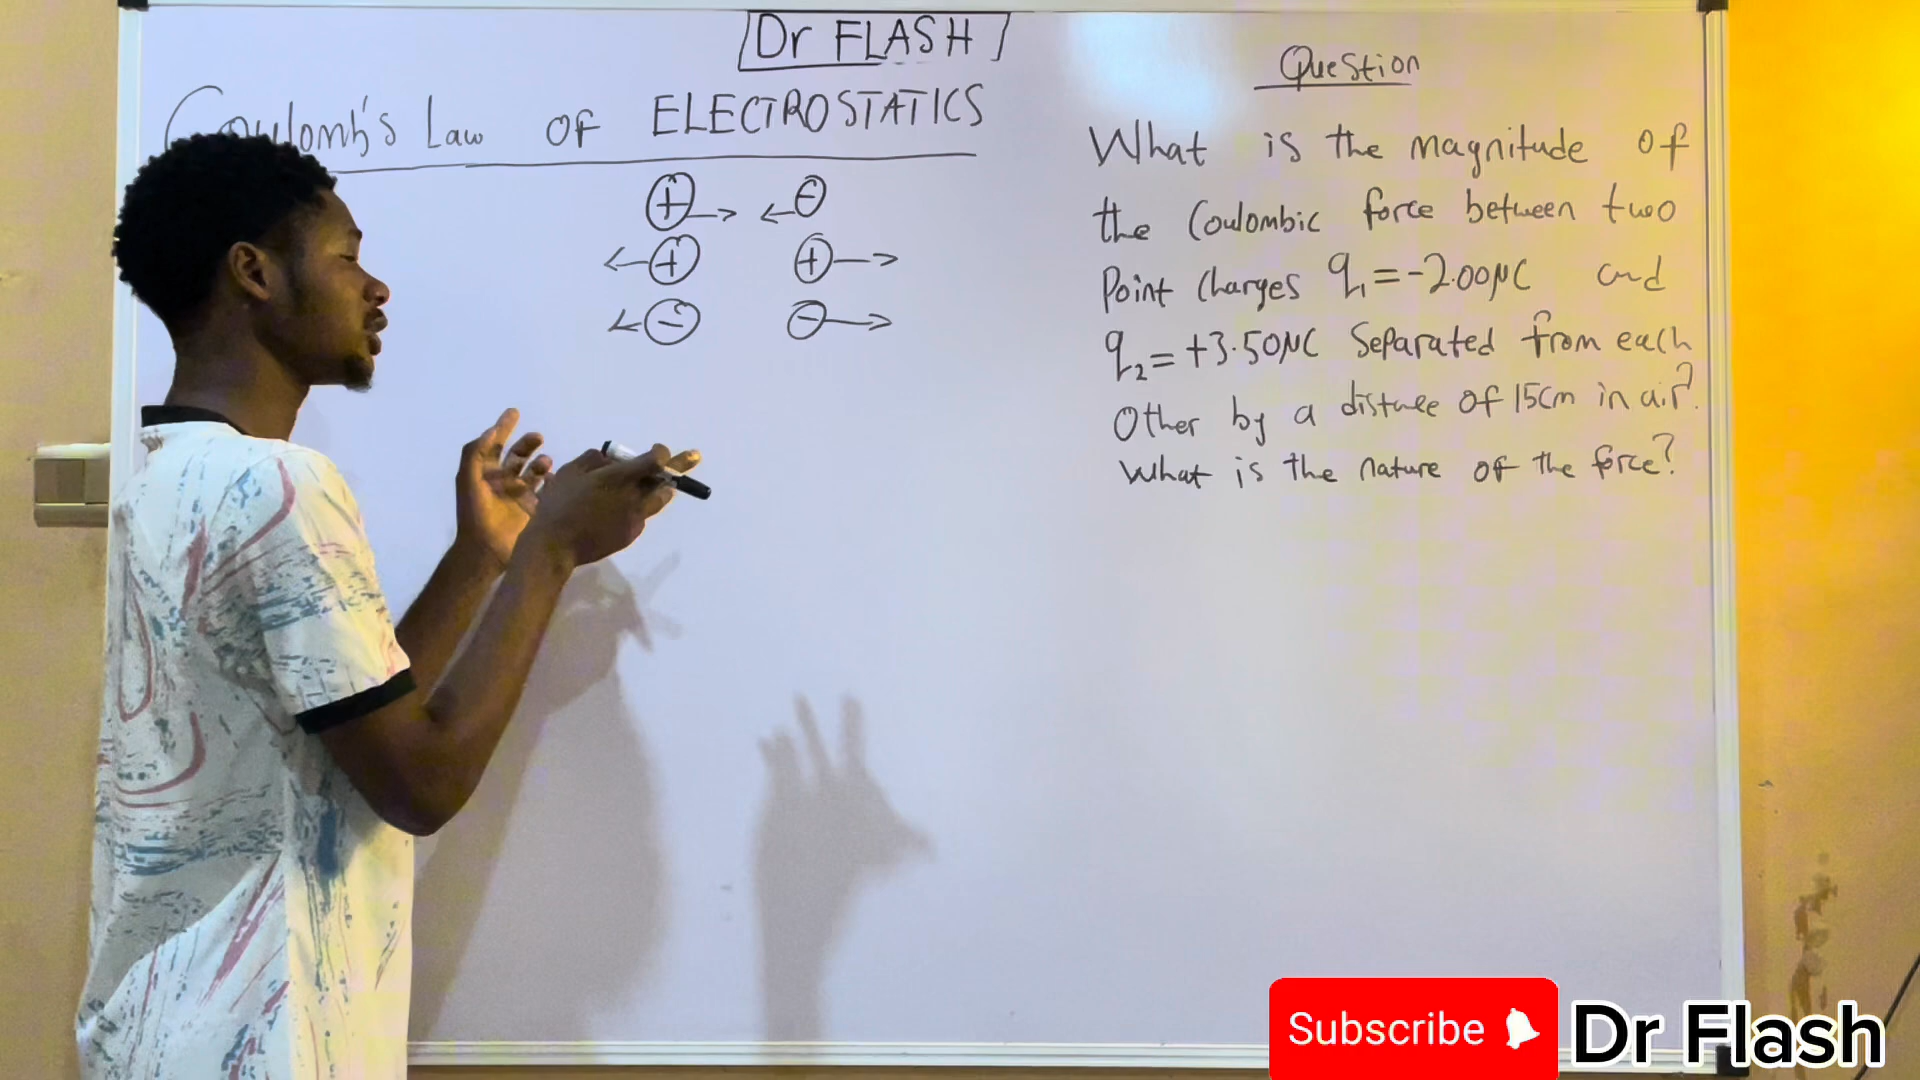 Dr FLASH
Coulomb's Law OF ELECTROSTATICS
+ -
+ +
- -
Question
What is the magnitude of
the Coulombic force between two
Point Charges q₁=-2.00μC and
q₂=+3.50μC Separated from each
Other by a distance of 15cm in air?
What is the nature of the force?
Subscribe
Dr Flash